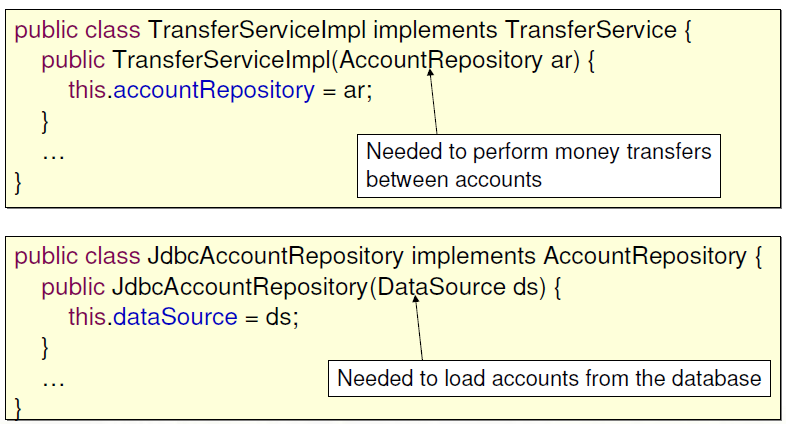 public class TransferServiceImpl implements TransferService {
public TransferServiceImpl(AccountRepository ar) {
this.accountRepository = ar;
}
…
}
Needed to perform money transfers
between accounts
public class JdbcAccountRepository implements AccountRepository {
public JdbcAccountRepository(DataSource ds) {
this.dataSource = ds;
}
…
}
Needed to load accounts from the database